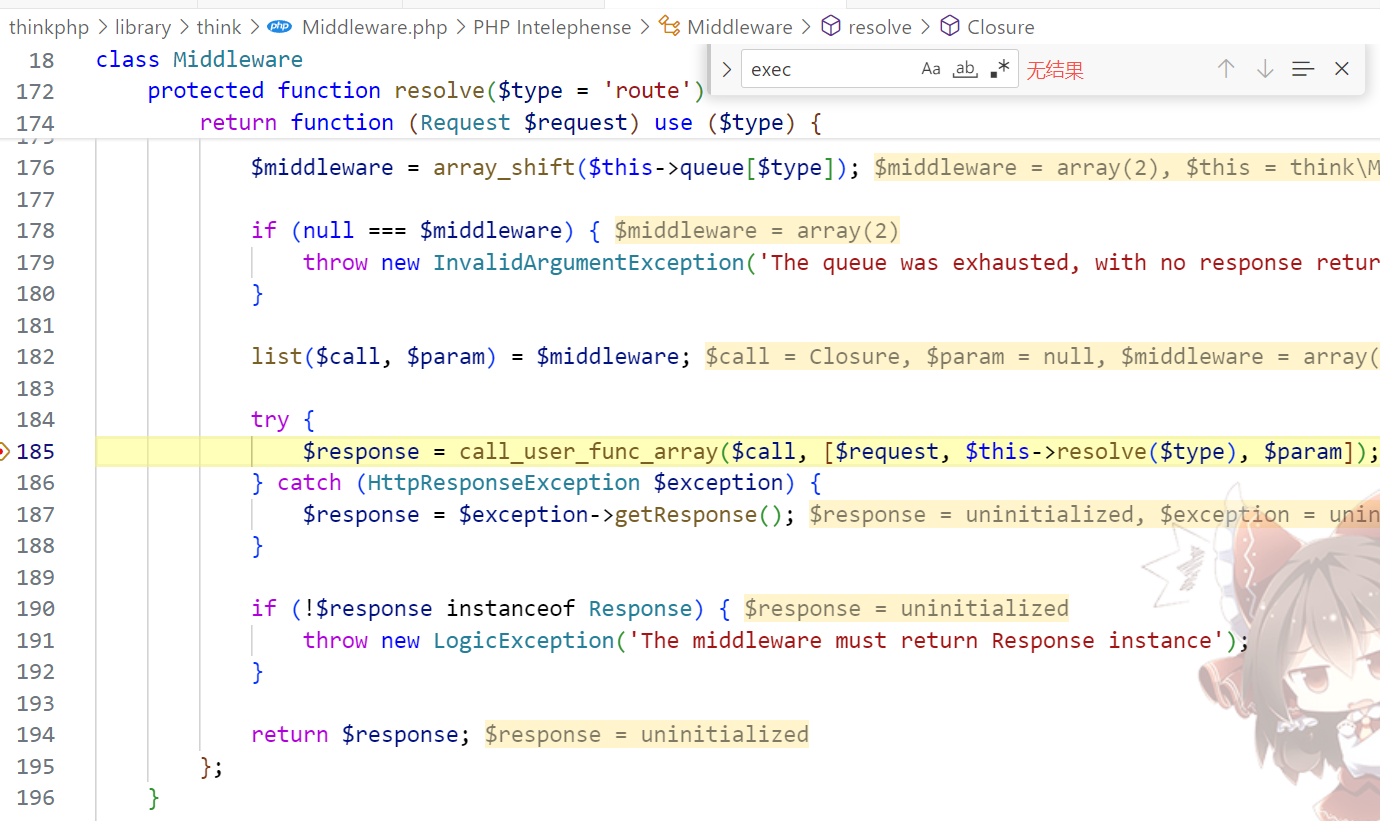 thinkphp > library > think > php Middleware.php > PHP Intelephense > Middleware > resolve > Closure
exec Aa ab .* 无结果
18 class Middleware
172 protected function resolve($type = 'route')
174 return function (Request $request) use ($type) {
176 $middleware = array_shift($this->queue[$type]); $middleware = array(2), $this = think\M
177
178 if (null === $middleware) { $middleware = array(2)
179 throw new InvalidArgumentException('The queue was exhausted, with no response retur
180 }
181
182 list($call, $param) = $middleware; $call = Closure, $param = null, $middleware = array(
183
184 try {
185 $response = call_user_func_array($call, [$request, $this->resolve($type), $param]);
186 } catch (HttpResponseException $exception) {
187 $response = $exception->getResponse(); $response = uninitialized, $exception = unin
188 }
189
190 if (!$response instanceof Response) { $response = uninitialized
191 throw new LogicException('The middleware must return Response instance');
192 }
193
194 return $response; $response = uninitialized
195 };
196 }